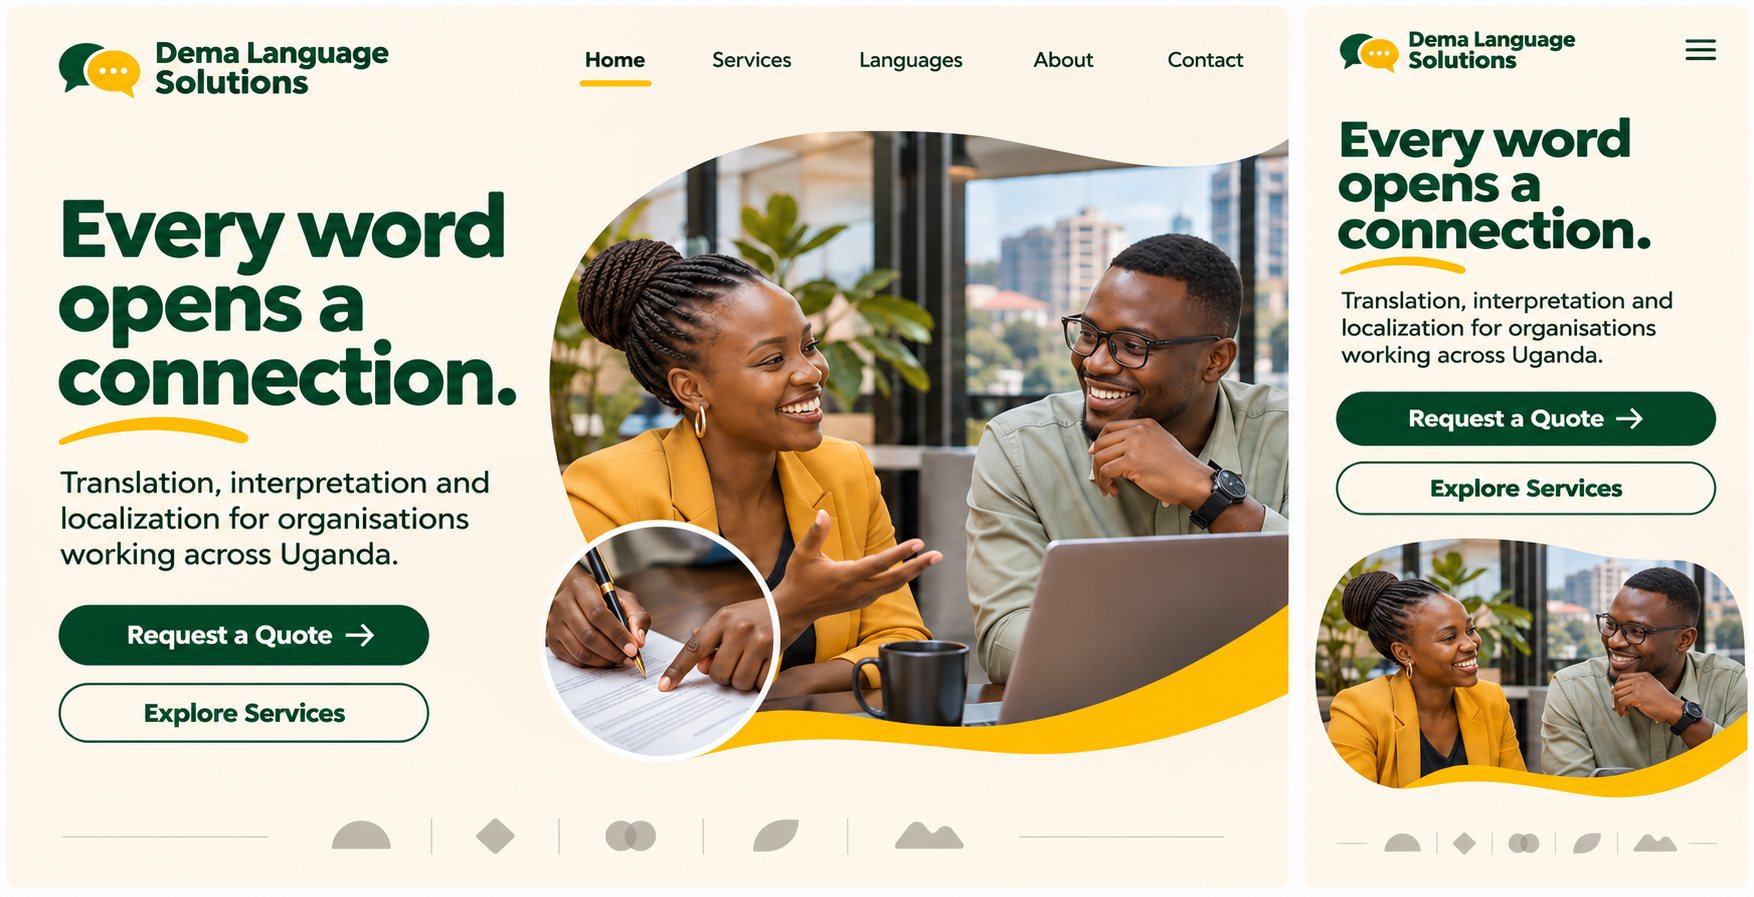 Dema Language
Solutions
Home
Services
Languages
About
Contact
Every word
opens a
connection.
Translation, interpretation and
localization for organisations
working across Uganda.
Request a Quote →
Explore Services
Dema Language
Solutions
Every word
opens a
connection.
Translation, interpretation and
localization for organisations
working across Uganda.
Request a Quote →
Explore Services